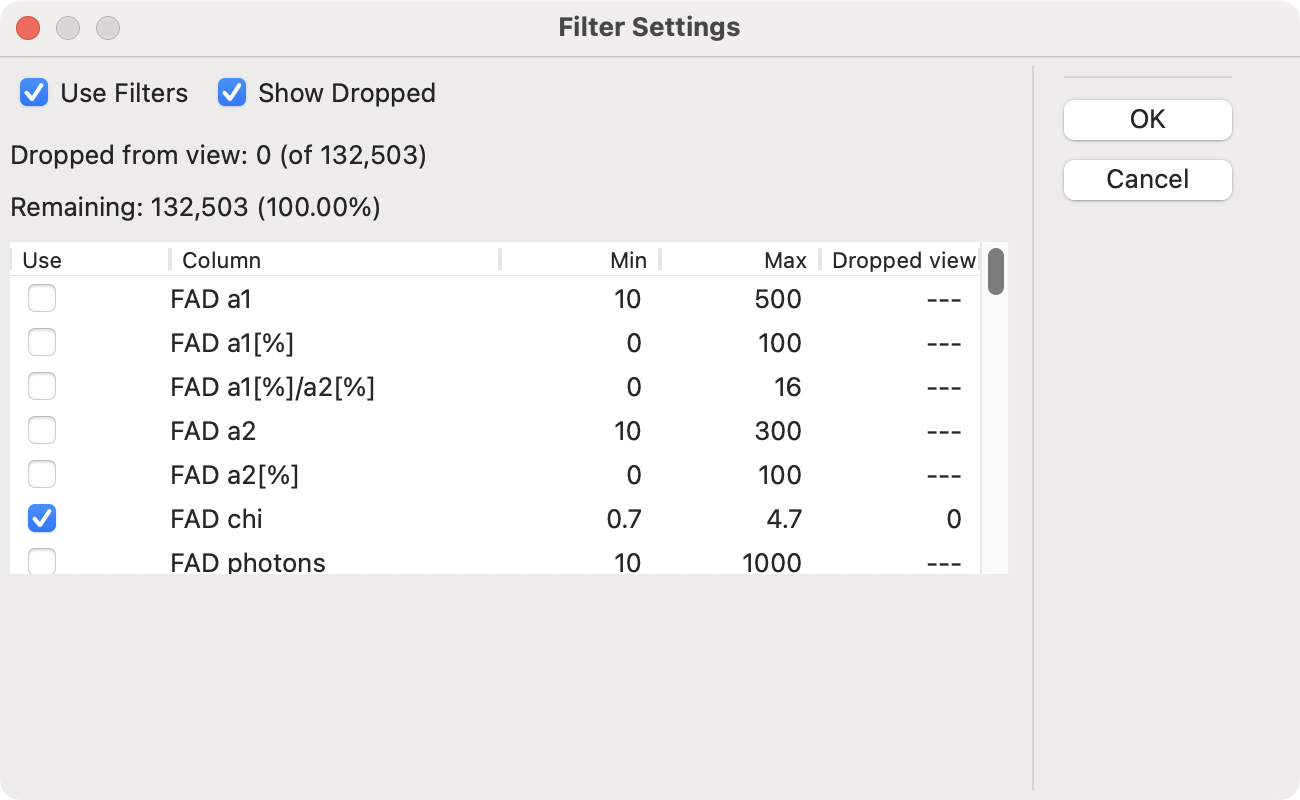 Filter Settings
Use Filters Show Dropped
OK
Dropped from view: 0 (of 132,503)
Cancel
Remaining: 132,503 (100.00%)
Use Column Min Max Dropped view
FAD a1 10 500 ---
FAD a1[%] 0 100 ---
FAD a1[%]/a2[%] 0 16 ---
FAD a2 10 300 ---
FAD a2[%] 0 100 ---
FAD chi 0.7 4.7 0
FAD photons 10 1000 ---